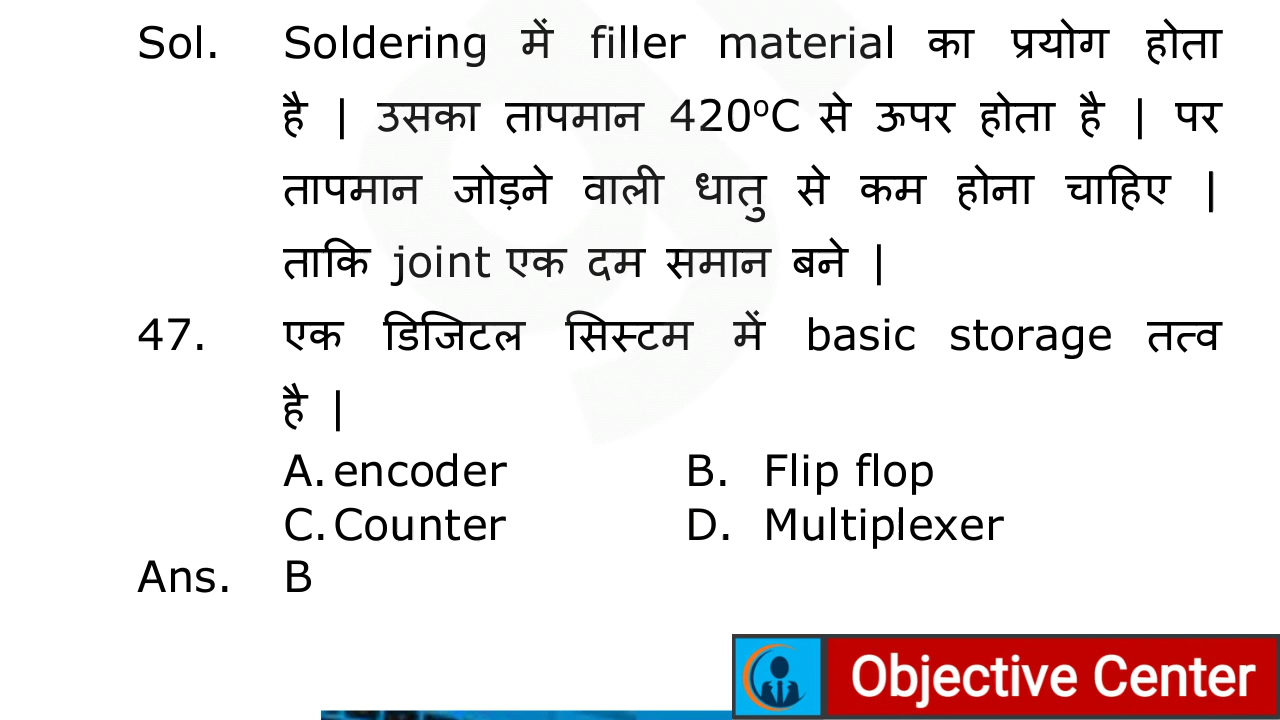 Sol. Soldering में filler material का प्रयोग होता
है | उसका तापमान 420ºC से ऊपर होता है | पर
तापमान जोड़ने वाली धातु से कम होना चाहिए |
ताकि joint एक दम समान बने |
47. एक डिजिटल सिस्टम में basic storage तत्व
है |
A. encoder B. Flip flop
C. Counter D. Multiplexer
Ans. B
Objective Center